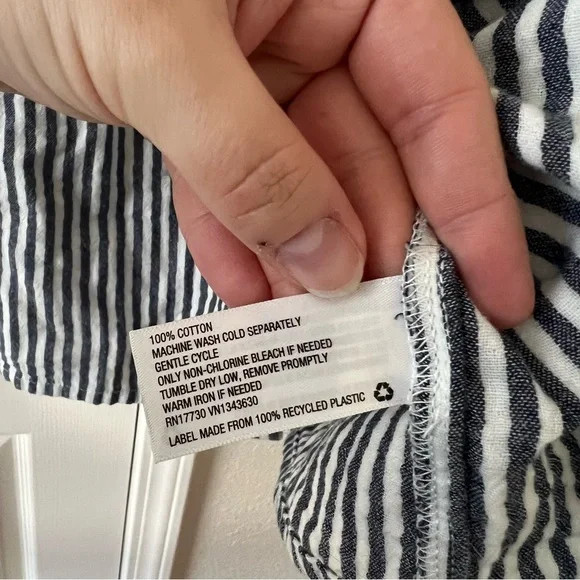 100% COTTON
MACHINE WASH COLD SEPARATELY
GENTLE CYCLE
ONLY NON-CHLORINE BLEACH IF NEEDED
TUMBLE DRY LOW, REMOVE PROMPTLY
WARM IRON IF NEEDED
RN17730 VN1343630
LABEL MADE FROM 100% RECYCLED PLASTIC